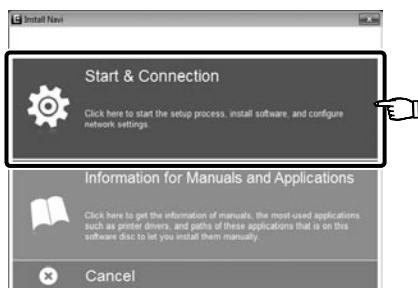 Install Navi
Start & Connection
Click here to start the setup process, install software, and configure
network settings.
Information for Manuals and Applications
Click here to get the information of manuals, the most-used applications
such as printer drivers, and paths of these applications that is on this
software disc to let you install them manually.
Cancel